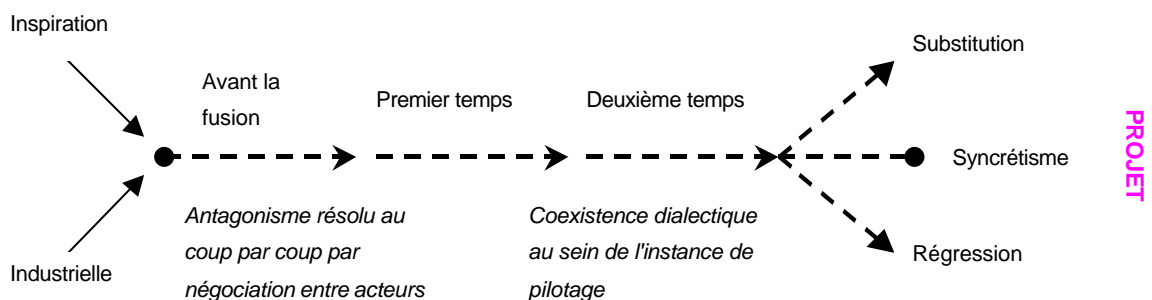 Inspiration
Avant la
fusion
Premier temps
Deuxième temps
Substitution
Syncrétisme
PROJET
Antagonisme résolu au
coup par coup par
négociation entre acteurs
Coexistence dialectique
au sein de l'instance de
pilotage
Industrielle
Régression